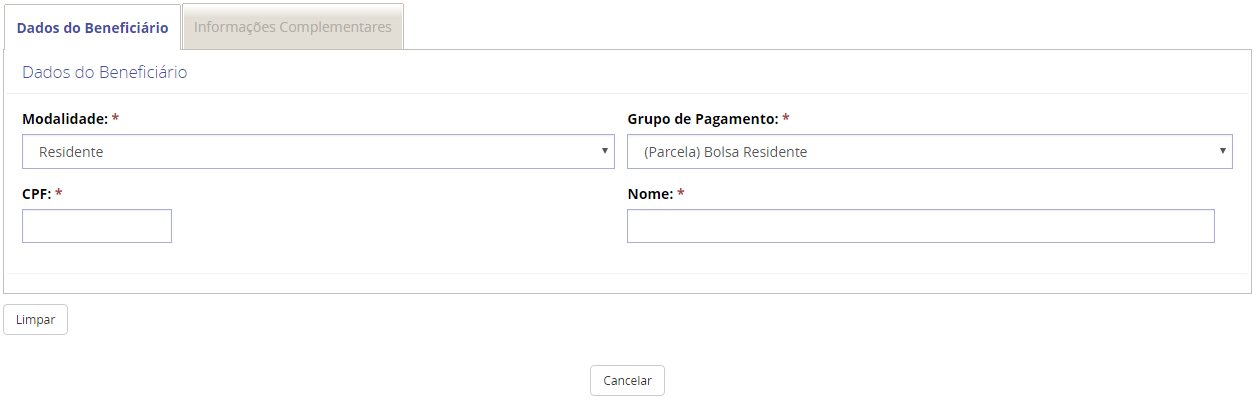 Dados do Beneficiário
Informações Complementares
Dados do Beneficiário
Modalidade: *
Grupo de Pagamento: *
Residente
(Parcela) Bolsa Residente
CPF: *
Nome: *
Limpar
Cancelar